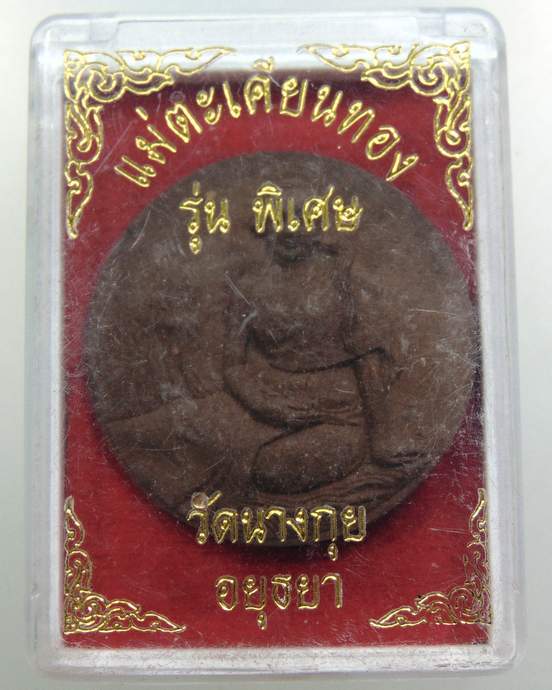 แม่ตะเคียนทอง
รุ่น พิเศษ
วัดนางกุย
อยุธยา